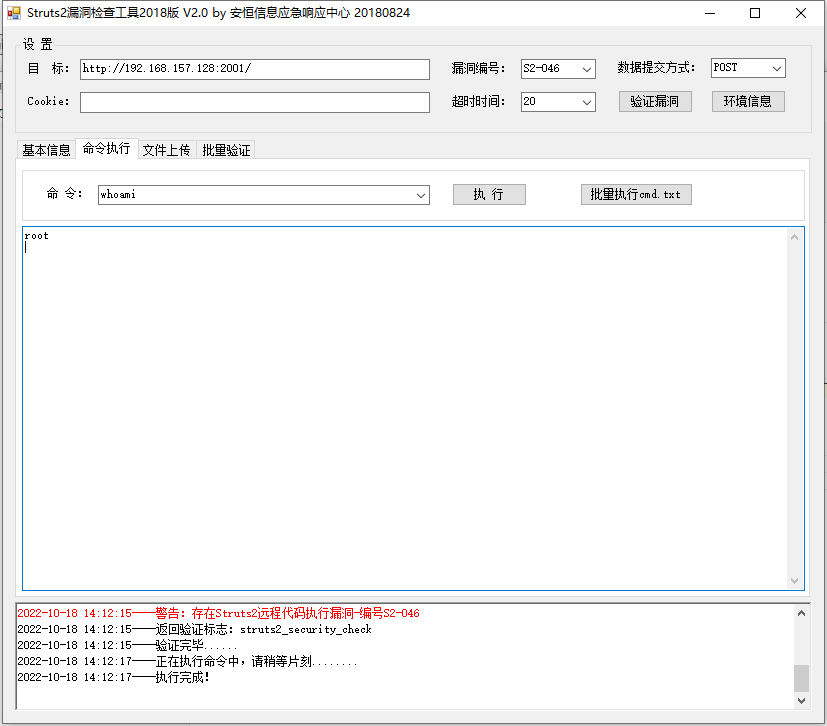 Struts2漏洞检查工具2018版 V2.0 by 安恒信息应急响应中心 20180824
设 置
目 标: http://192.168.157.128:2001/ 漏洞编号: S2-046 数据提交方式: POST
Cookie: 超时时间: 20 验证漏洞 环境信息
基本信息 命令执行 文件上传 批量验证
命 令: whoami 执 行 批量执行cmd.txt
root
2022-10-18 14:12:15——警告: 存在Struts2远程代码执行漏洞-编号S2-046
2022-10-18 14:12:15——返回验证标志: struts2_security_check
2022-10-18 14:12:15——验证完毕......
2022-10-18 14:12:17——正在执行命令中,请稍等片刻........
2022-10-18 14:12:17——执行完成!